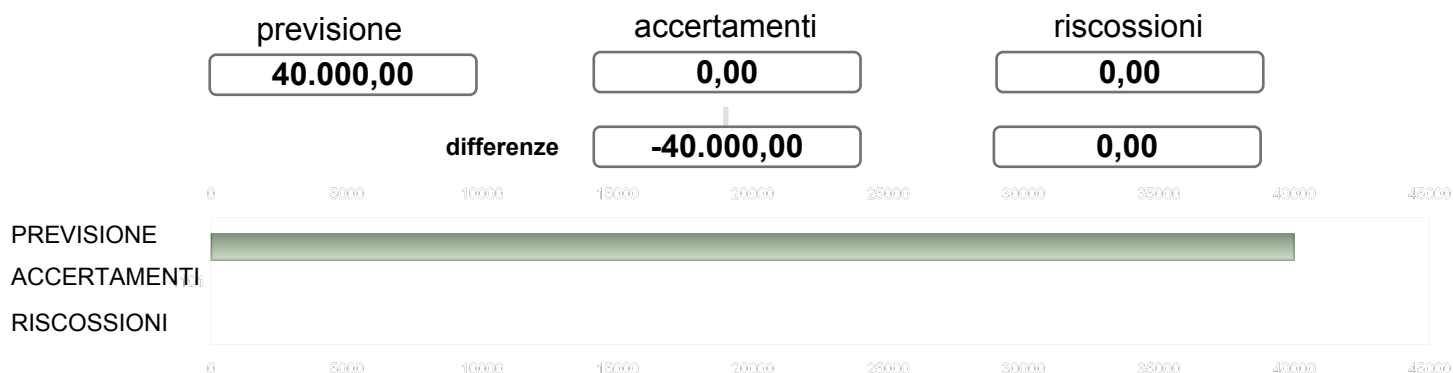 previsione accertamenti riscossioni
40.000,00 0,00 0,00
differenze -40.000,00 0,00
0 5000 10000 15000 20000 25000 30000 35000 40000 45000
PREVISIONE
ACCERTAMENTI
RISCOSSIONI
0 5000 10000 15000 20000 25000 30000 35000 40000 45000